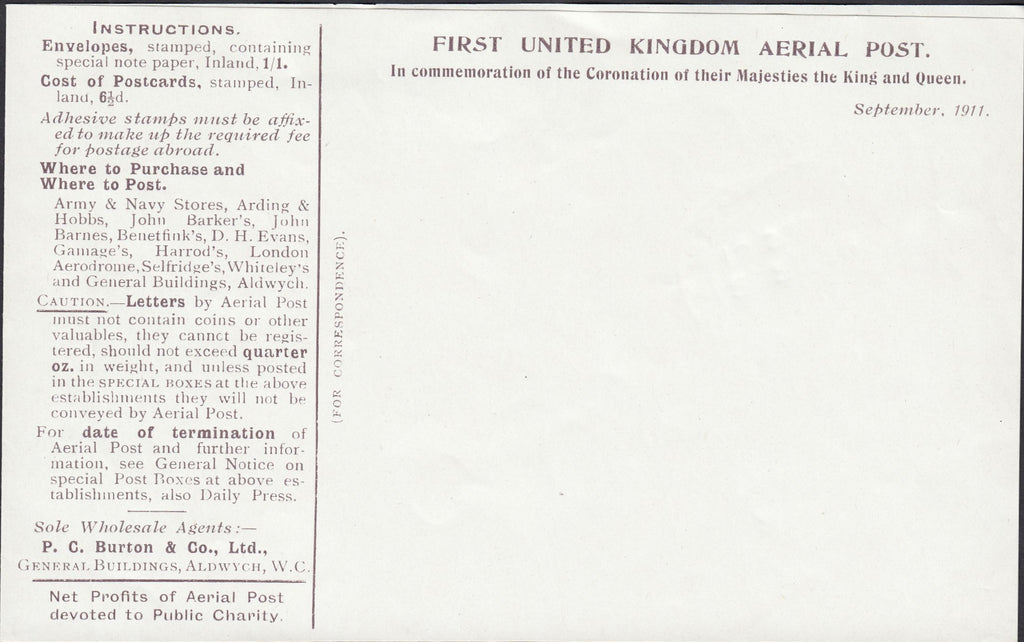 INSTRUCTIONS.
Envelopes, stamped, containing
special note paper, Inland, 1/1.
Cost of Postcards, stamped, In-
land, 6½d.
Adhesive stamps must be affix-
ed to make up the required fee
for postage abroad.
Where to Purchase and
Where to Post.
Army & Navy Stores, Arding &
Hobbs, John Barker's, John
Barnes, Benetfink's, D. H. Evans,
Gamage's, Harrod's, London
Aerodrome, Selfridge's, Whiteley's
and General Buildings, Aldwych.
CAUTION.—Letters by Aerial Post
must not contain coins or other
valuables, they cannot be regis-
tered, should not exceed quarter
oz. in weight, and unless posted
in the SPECIAL BOXES at the above
establishments they will not be
conveyed by Aerial Post.
For date of termination of
Aerial Post and further infor-
mation, see General Notice on
special Post Boxes at above es-
tablishments, also Daily Press.
Sole Wholesale Agents:—
P. C. Burton & Co., Ltd.,
GENERAL BUILDINGS, ALDWYCH, W.C.
Net Profits of Aerial Post
devoted to Public Charity.
(FOR CORRESPONDENCE).
FIRST UNITED KINGDOM AERIAL POST.
In commemoration of the Coronation of their Majesties the King and Queen.
September, 1911.